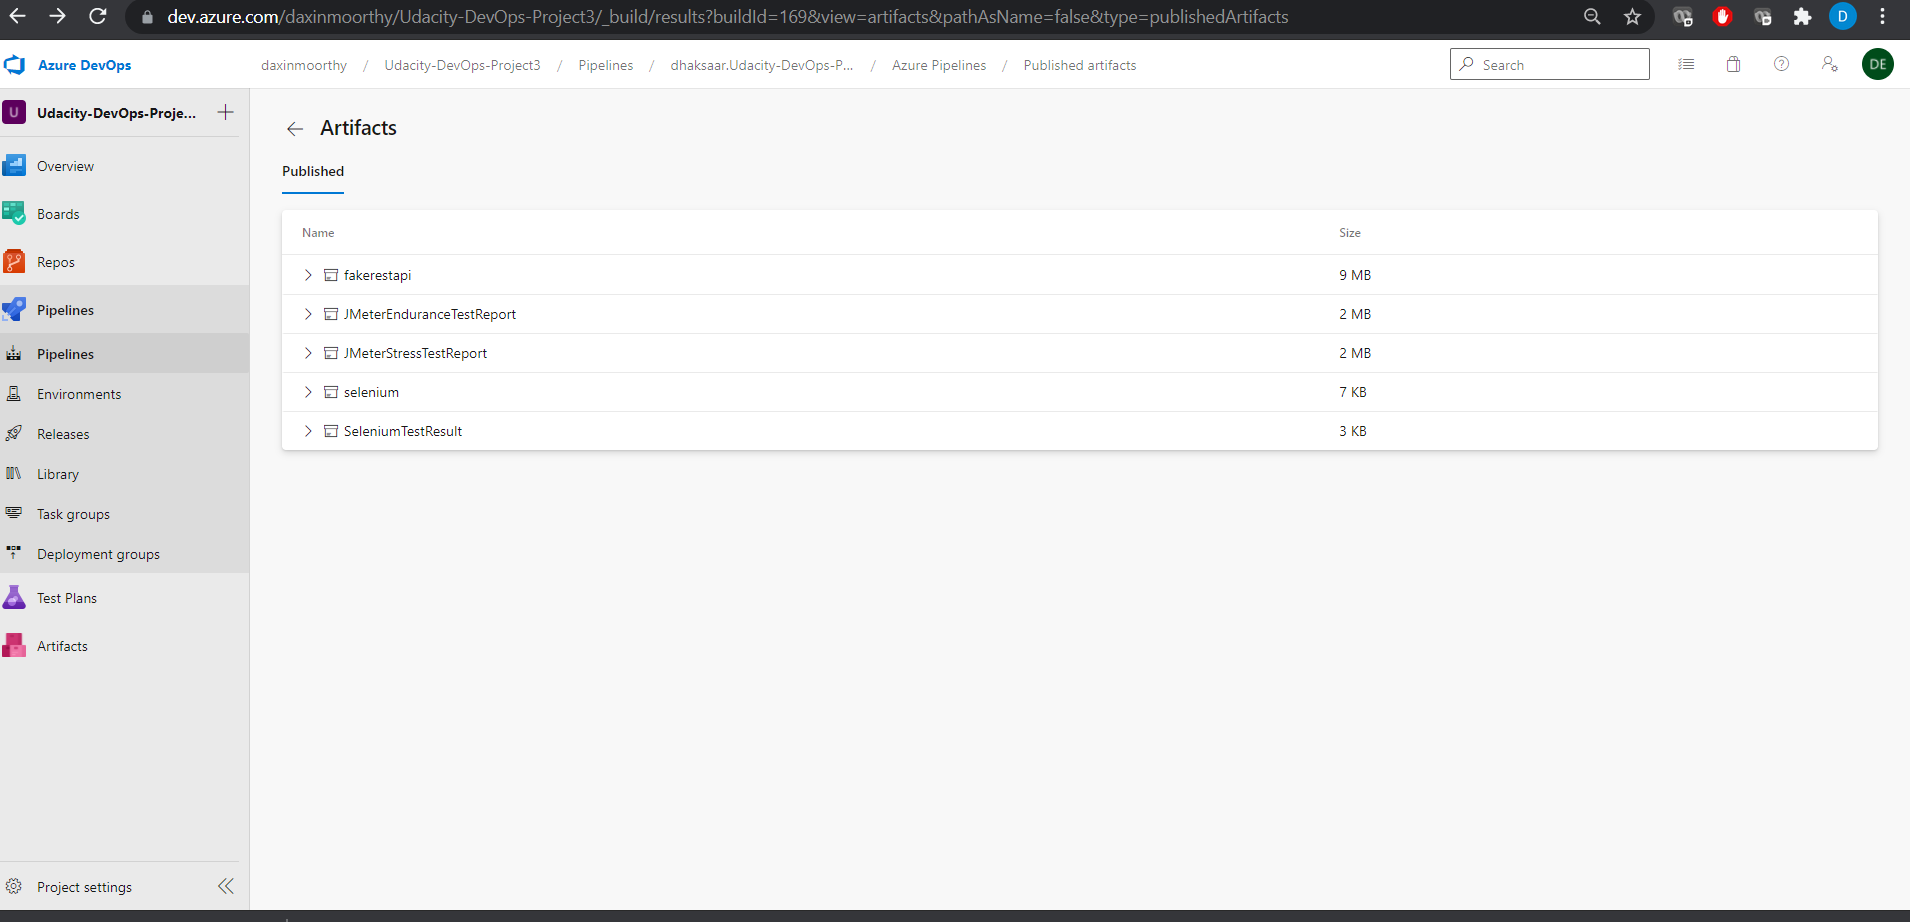 dev.azure.com/daxinmoorthy/Udacity-DevOps-Project3/_build/results?buildId=169&view=artifacts&pathAsName=false&type=publishedArtifacts
D
Azure DevOps
daxinmoorthy / Udacity-DevOps-Project3 / Pipelines / dhaksaar.Udacity-DevOps-P... / Azure Pipelines / Published artifacts
Search
DE
U Udacity-DevOps-Proje...
Overview
Boards
Repos
Pipelines
Pipelines
Environments
Releases
Library
Task groups
Deployment groups
Test Plans
Artifacts
Project settings
Artifacts
Published
Name Size
fakerestapi 9 MB
JMeterEnduranceTestReport 2 MB
JMeterStressTestReport 2 MB
selenium 7 KB
SeleniumTestResult 3 KB